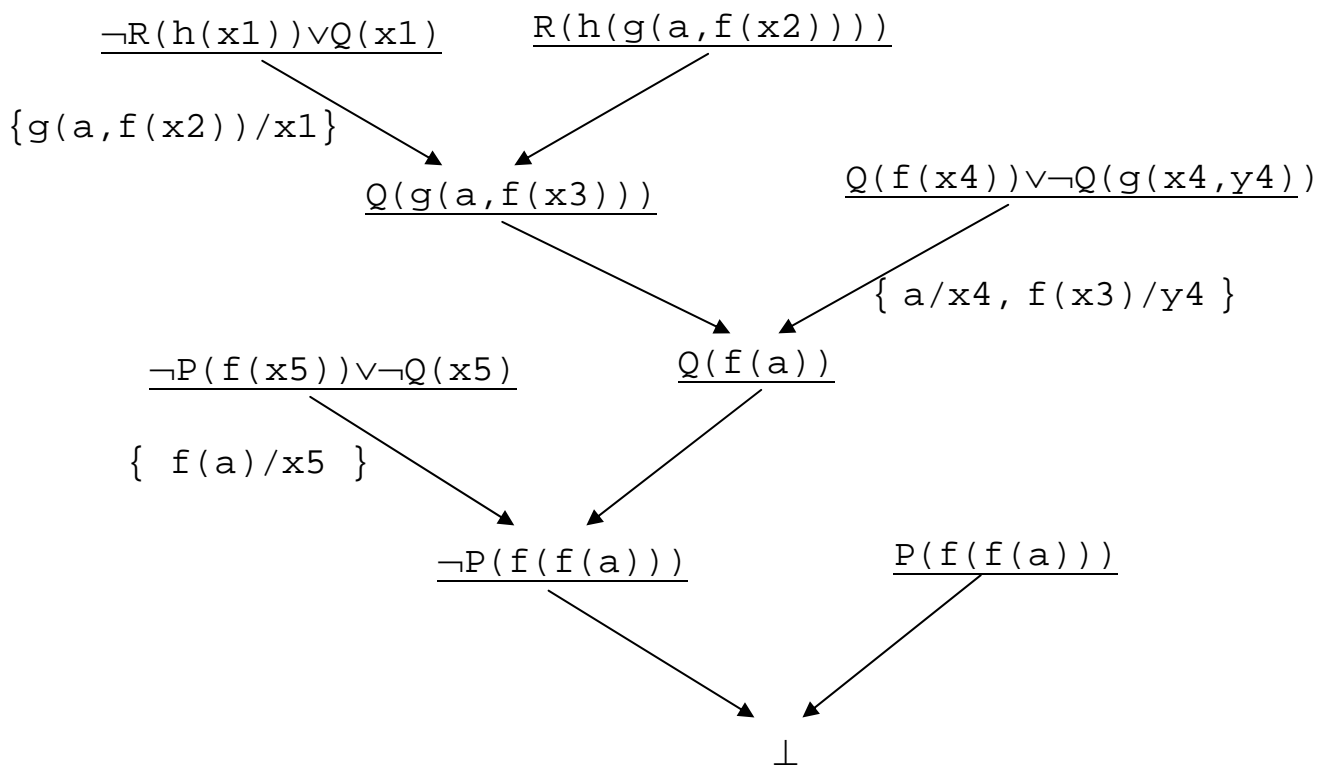 ¬R(h(x1))∨Q(x1) R(h(g(a,f(x2))))
{g(a,f(x2))/x1}
Q(g(a,f(x3))) Q(f(x4))∨¬Q(g(x4,y4))
{ a/x4, f(x3)/y4 }
¬P(f(x5))∨¬Q(x5) Q(f(a))
{ f(a)/x5 }
¬P(f(f(a))) P(f(f(a)))
⊥